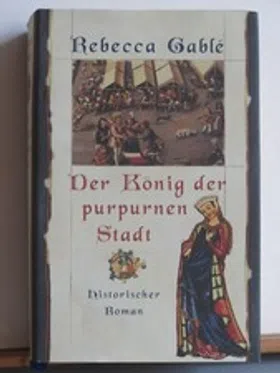 Rebecca Gablé
Der König der
purpurnen
Stadt
Historischer
Roman